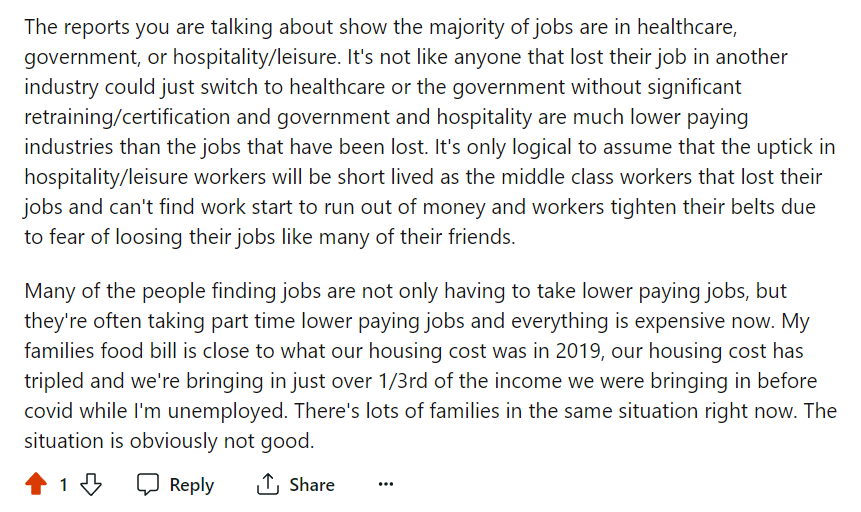 The reports you are talking about show the majority of jobs are in healthcare,
government, or hospitality/leisure. It's not like anyone that lost their job in another
industry could just switch to healthcare or the government without significant
retraining/certification and government and hospitality are much lower paying
industries than the jobs that have been lost. It's only logical to assume that the uptick in
hospitality/leisure workers will be short lived as the middle class workers that lost their
jobs and can't find work start to run out of money and workers tighten their belts due
to fear of loosing their jobs like many of their friends.
Many of the people finding jobs are not only having to take lower paying jobs, but
they're often taking part time lower paying jobs and everything is expensive now. My
families food bill is close to what our housing cost was in 2019, our housing cost has
tripled and we're bringing in just over 1/3rd of the income we were bringing in before
covid while I'm unemployed. There's lots of families in the same situation right now. The
situation is obviously not good.
1 Reply Share ...